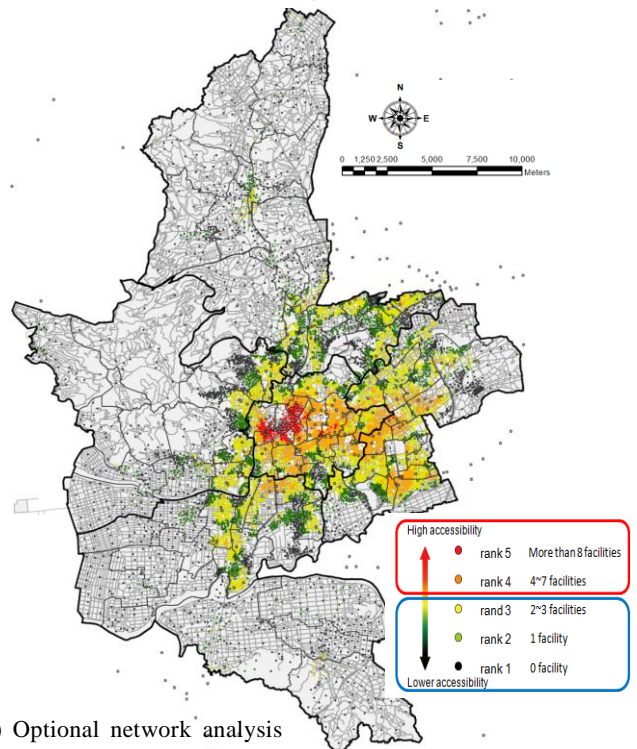 N
W E
S
0 1,250 2,500 5,000 7,500 10,000
Meters
High accessibility
rank 5 More than 8 facilities
rank 4 4~7 facilities
rand 3 2~3 facilities
rank 2 1 facility
rank 1 0 facility
Lower accessibility
) Optional network analysis